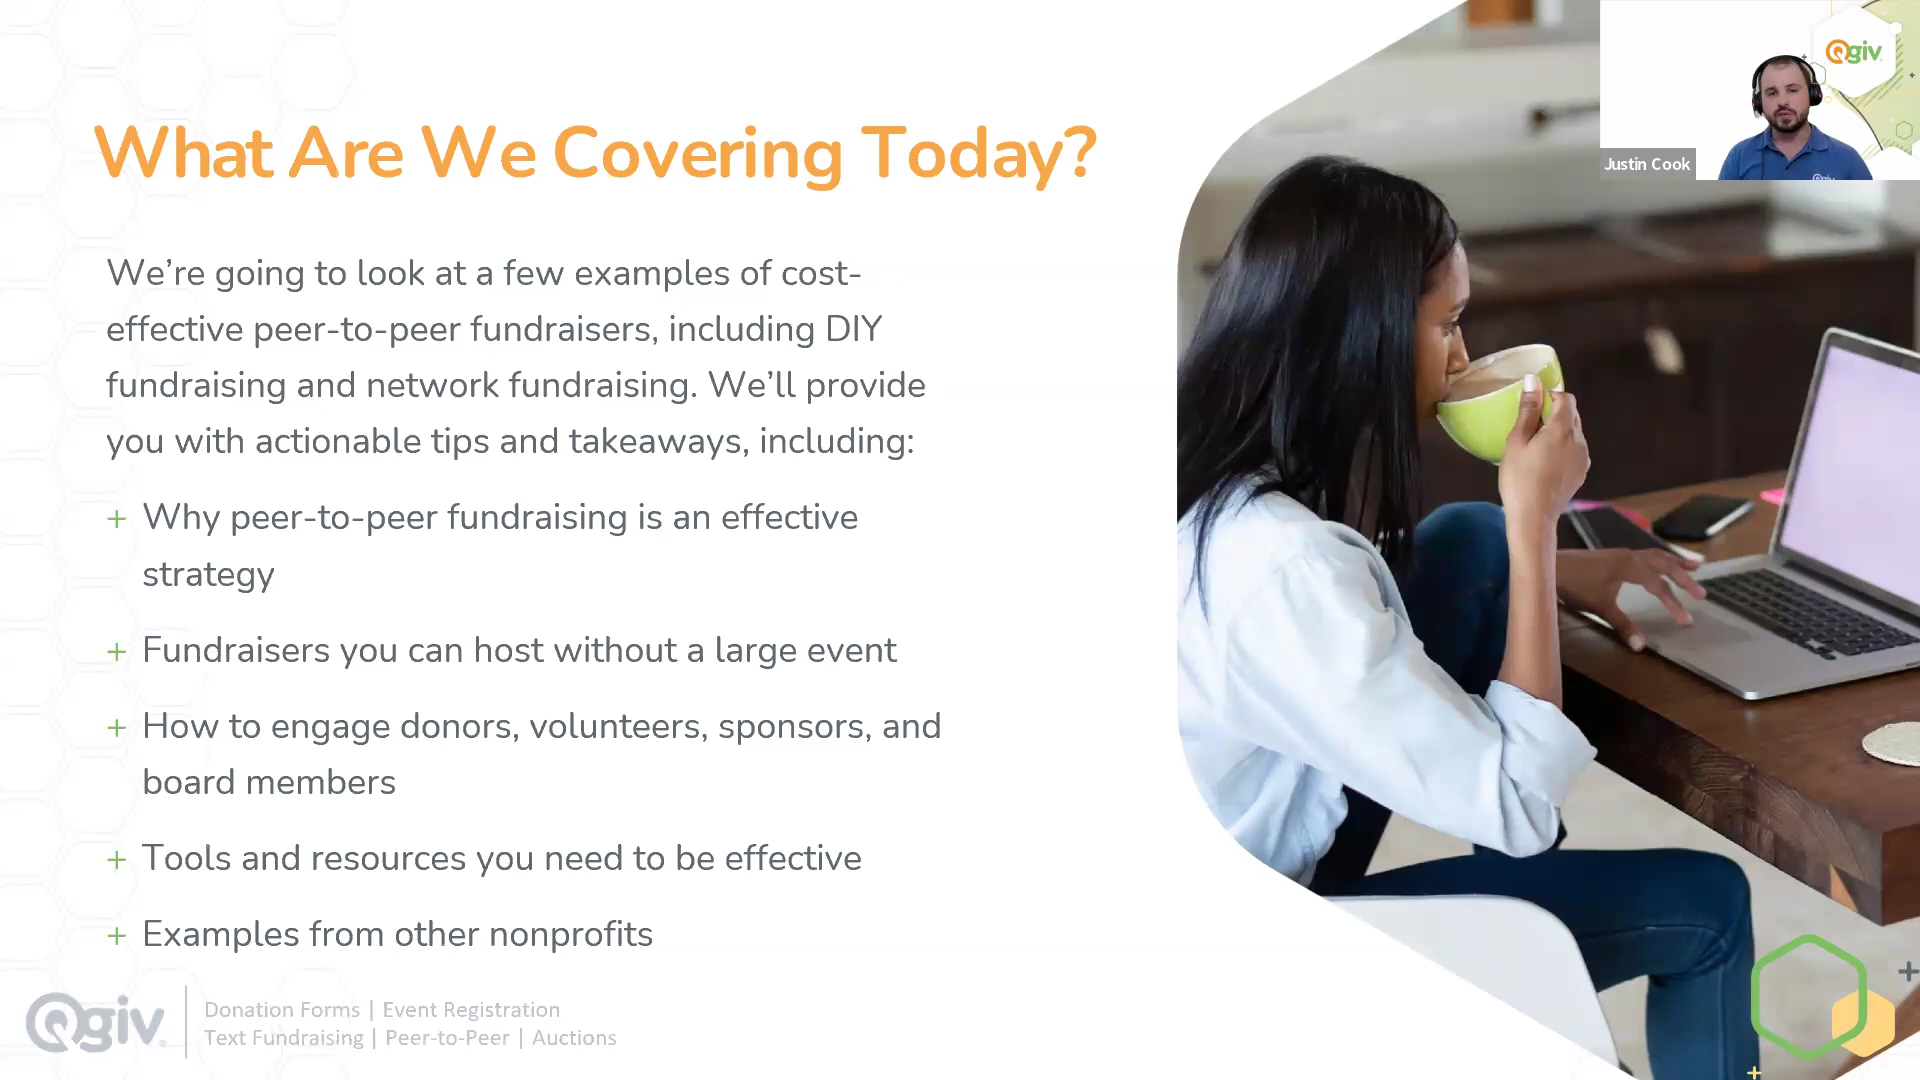 What Are We Covering Today?
We’re going to look at a few examples of cost-
effective peer-to-peer fundraisers, including DIY
fundraising and network fundraising. We’ll provide
you with actionable tips and takeaways, including:
+ Why peer-to-peer fundraising is an effective
strategy
+ Fundraisers you can host without a large event
+ How to engage donors, volunteers, sponsors, and
board members
+ Tools and resources you need to be effective
+ Examples from other nonprofits
Qgiv
Donation Forms | Event Registration
Text Fundraising | Peer-to-Peer | Auctions
Qgiv
Justin Cook
Qgiv